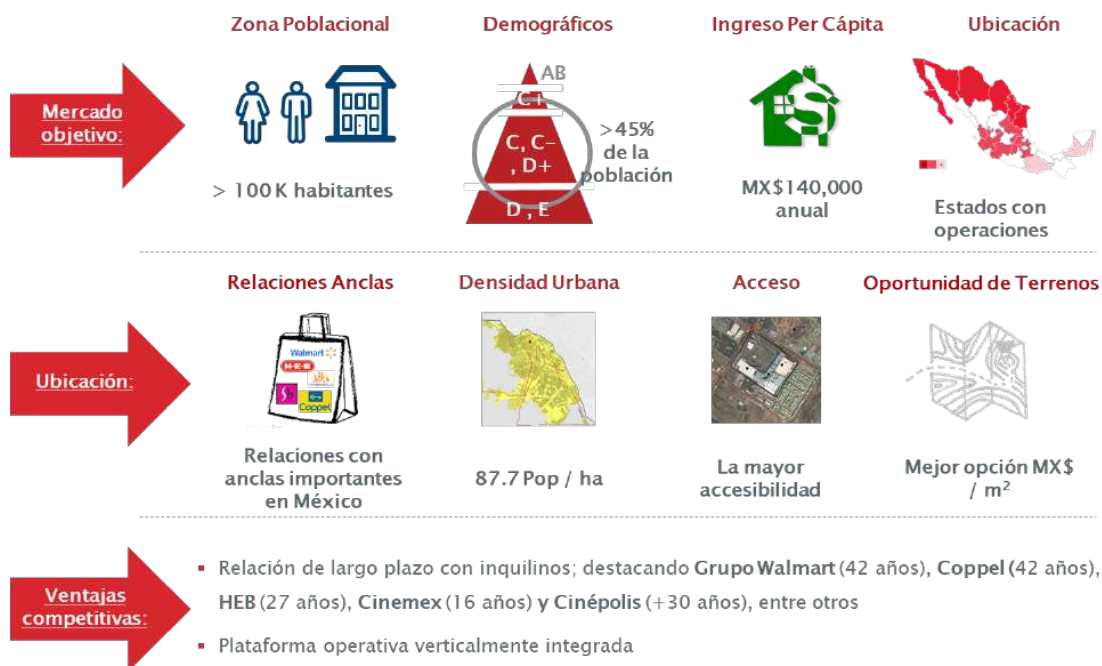 Zona Poblacional
Demográficos
Ingreso Per Cápita
Ubicación
Mercado
objetivo:
AB
C+
C, C-
, D+
D , E
>45%
de la
población
> 100 K habitantes
MX$140,000
anual
Estados con
operaciones
Relaciones Anclas
Densidad Urbana
Acceso
Oportunidad de Terrenos
Ubicación:
Walmart
H-E-B
S
Coppel
Relaciones con
anclas importantes
en México
87.7 Pop / ha
La mayor
accesibilidad
Mejor opción MX$
/ m²
Ventajas
competitivas:
▪ Relación de largo plazo con inquilinos; destacando Grupo Walmart (42 años), Coppel (42 años),
HEB (27 años), Cinemex (16 años) y Cinépolis (+30 años), entre otros
▪ Plataforma operativa verticalmente integrada